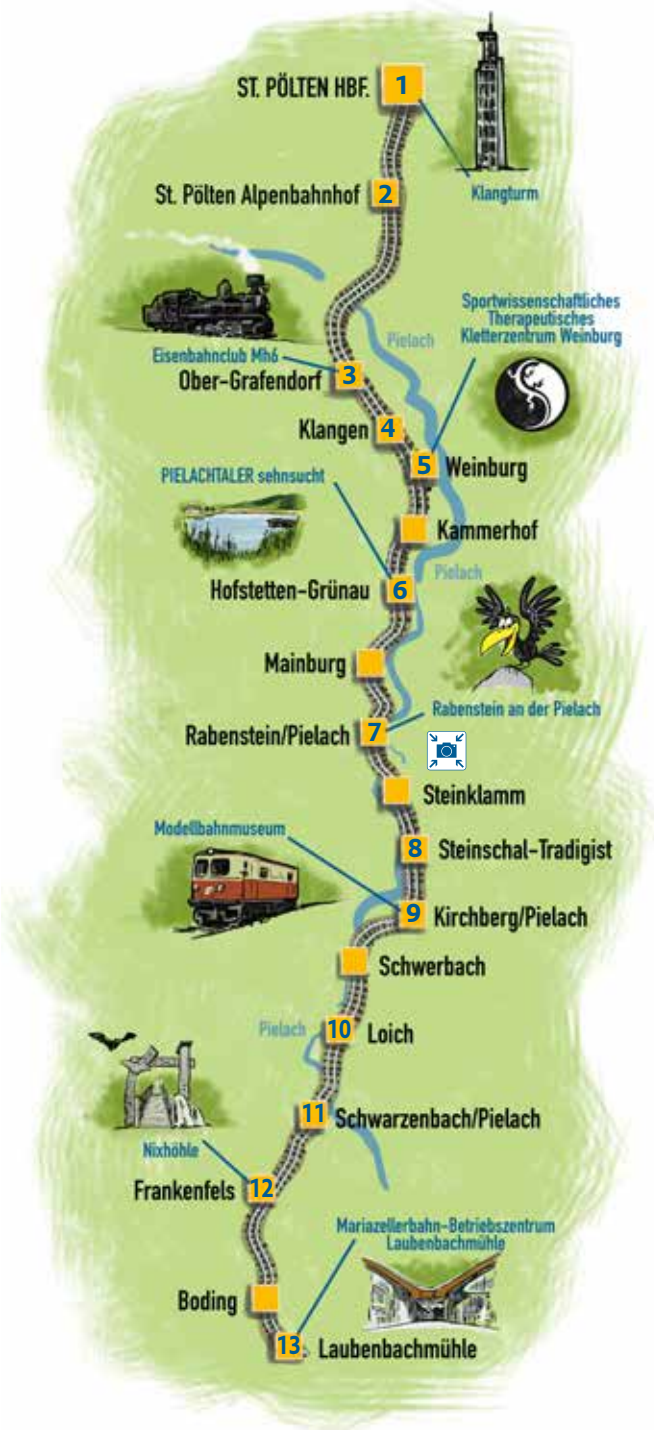 ST. PÖLTEN HBF.
1
Klangturm
St. Pölten Alpenbahnhof
2
Sportwissenschaftliches
Therapeutisches
Kletterzentrum Weinburg
Pielach
Eisenbahnclub Mh6
Ober-Grafendorf
3
Klangen
4
5
Weinburg
PIELACHTALER sehnsucht
Kammerhof
Pielach
Hofstetten-Grünau
6
Mainburg
Rabenstein an der Pielach
Rabenstein/Pielach
7
Steinklamm
Modellbahnmuseum
8
Steinschal-Tradigist
9
Kirchberg/Pielach
Schwerbach
Pielach
10
Loich
11
Schwarzenbach/Pielach
Nixhöhle
Frankenfels
12
Mariazellerbahn-Betriebszentrum
Laubenbachmühle
Boding
13
Laubenbachmühle